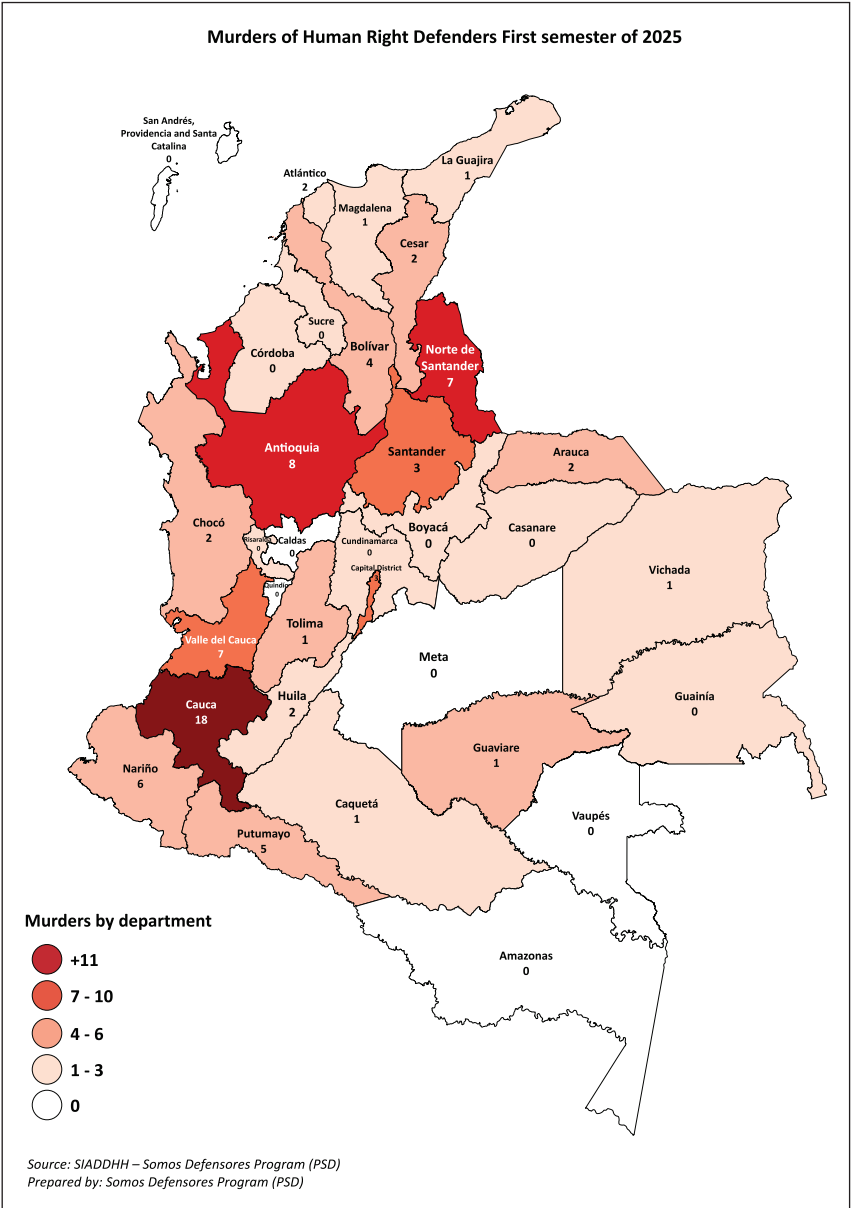 Murders of Human Right Defenders First semester of 2025
San Andrés,
Providencia and Santa
Catalina
0
La Guajira
1
Atlántico
2
Magdalena
1
Cesar
2
Sucre
0
Bolívar
4
Córdoba
0
Norte de
Santander
7
Antioquia
8
Santander
3
Arauca
2
Chocó
2
Risaralda
0
Caldas
0
Cundinamarca
0
Boyacá
0
Casanare
0
Capital District
3
Quindío
0
Vichada
1
Tolima
1
Valle del Cauca
7
Meta
0
Huila
2
Guainía
0
Cauca
18
Guaviare
1
Nariño
6
Caquetá
1
Vaupés
0
Putumayo
5
Amazonas
0
Murders by department
+11
7 - 10
4 - 6
1 - 3
0
Source: SIADDHH – Somos Defensores Program (PSD)
Prepared by: Somos Defensores Program (PSD)